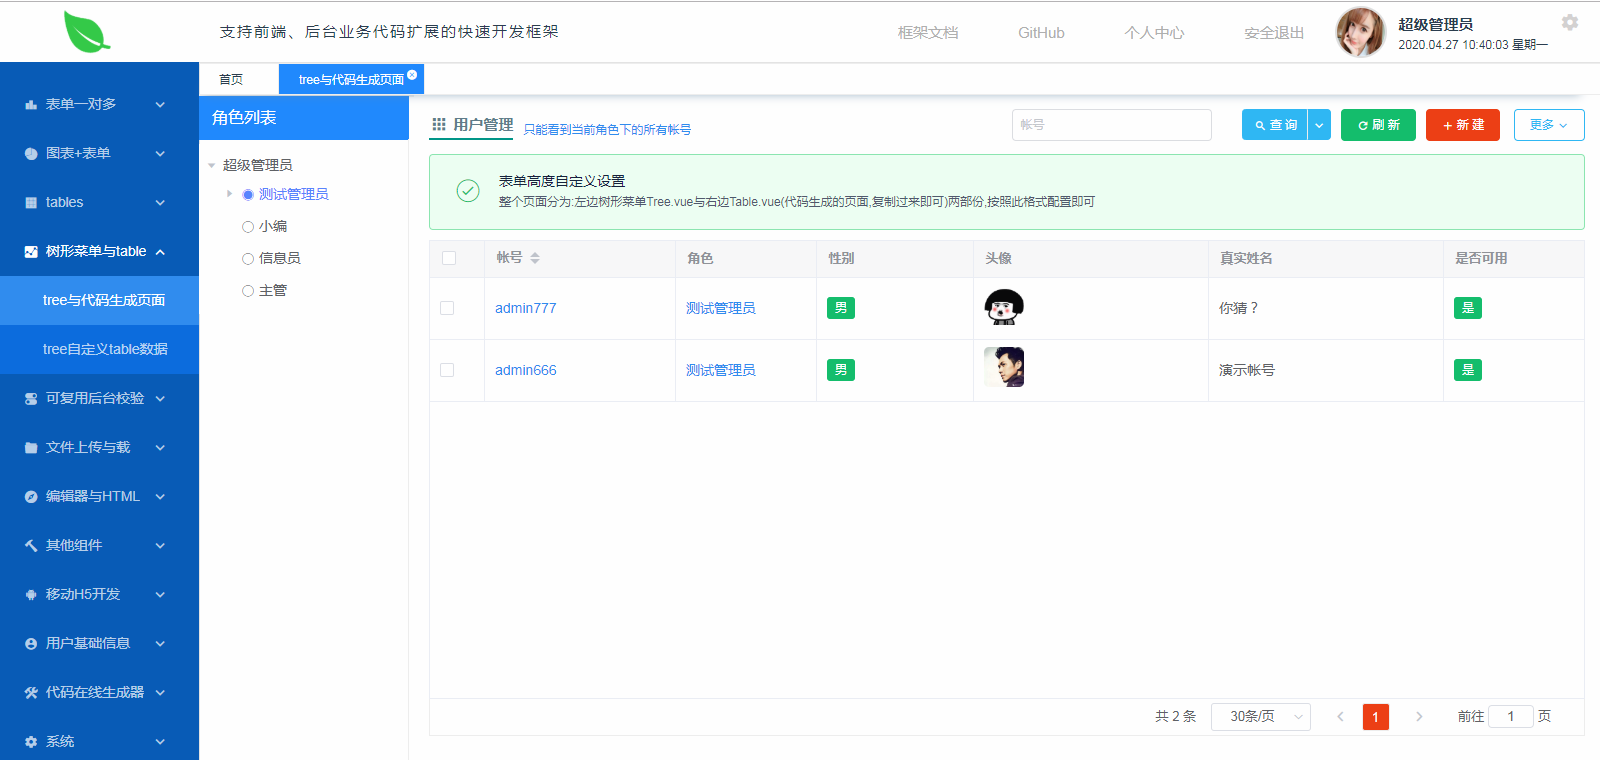 支持前端、后台业务代码扩展的快速开发框架
框架文档
GitHub
个人中心
安全退出
超级管理员
2020.04.27 10:40:03 星期一
首页
tree与代码生成页面
表单一对多
图表+表单
tables
树形菜单与table
tree与代码生成页面
tree自定义table数据
可复用后台校验
文件上传与载
编辑器与HTML
其他组件
移动H5开发
用户基础信息
代码在线生成器
系统
角色列表
超级管理员
测试管理员
小编
信息员
主管
用户管理
只能看到当前角色下的所有帐号
帐号
查 询
刷 新
新 建
更多
表单高度自定义设置
整个页面分为:左边树形菜单Tree.vue与右边Table.vue(代码生成的页面,复制过来即可)两部份,按照此格式配置即可
帐号 角色 性别 头像 真实姓名 是否可用
admin777 测试管理员 男 你猜？ 是
admin666 测试管理员 男 演示帐号 是
共 2 条 30条/页 1 前往 1 页